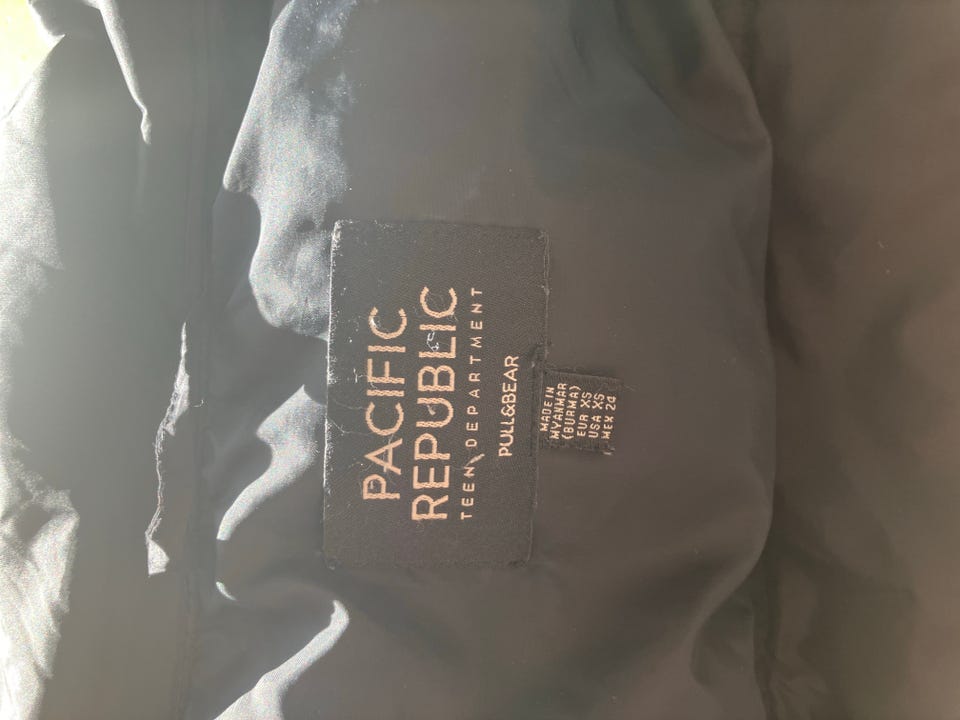 PACIFIC
REPUBLIC
TEEN DEPARTMENT
PULL&BEAR
MADE IN
MYANMAR
(BURMA)
EUR XS
USA XS
MEX 24